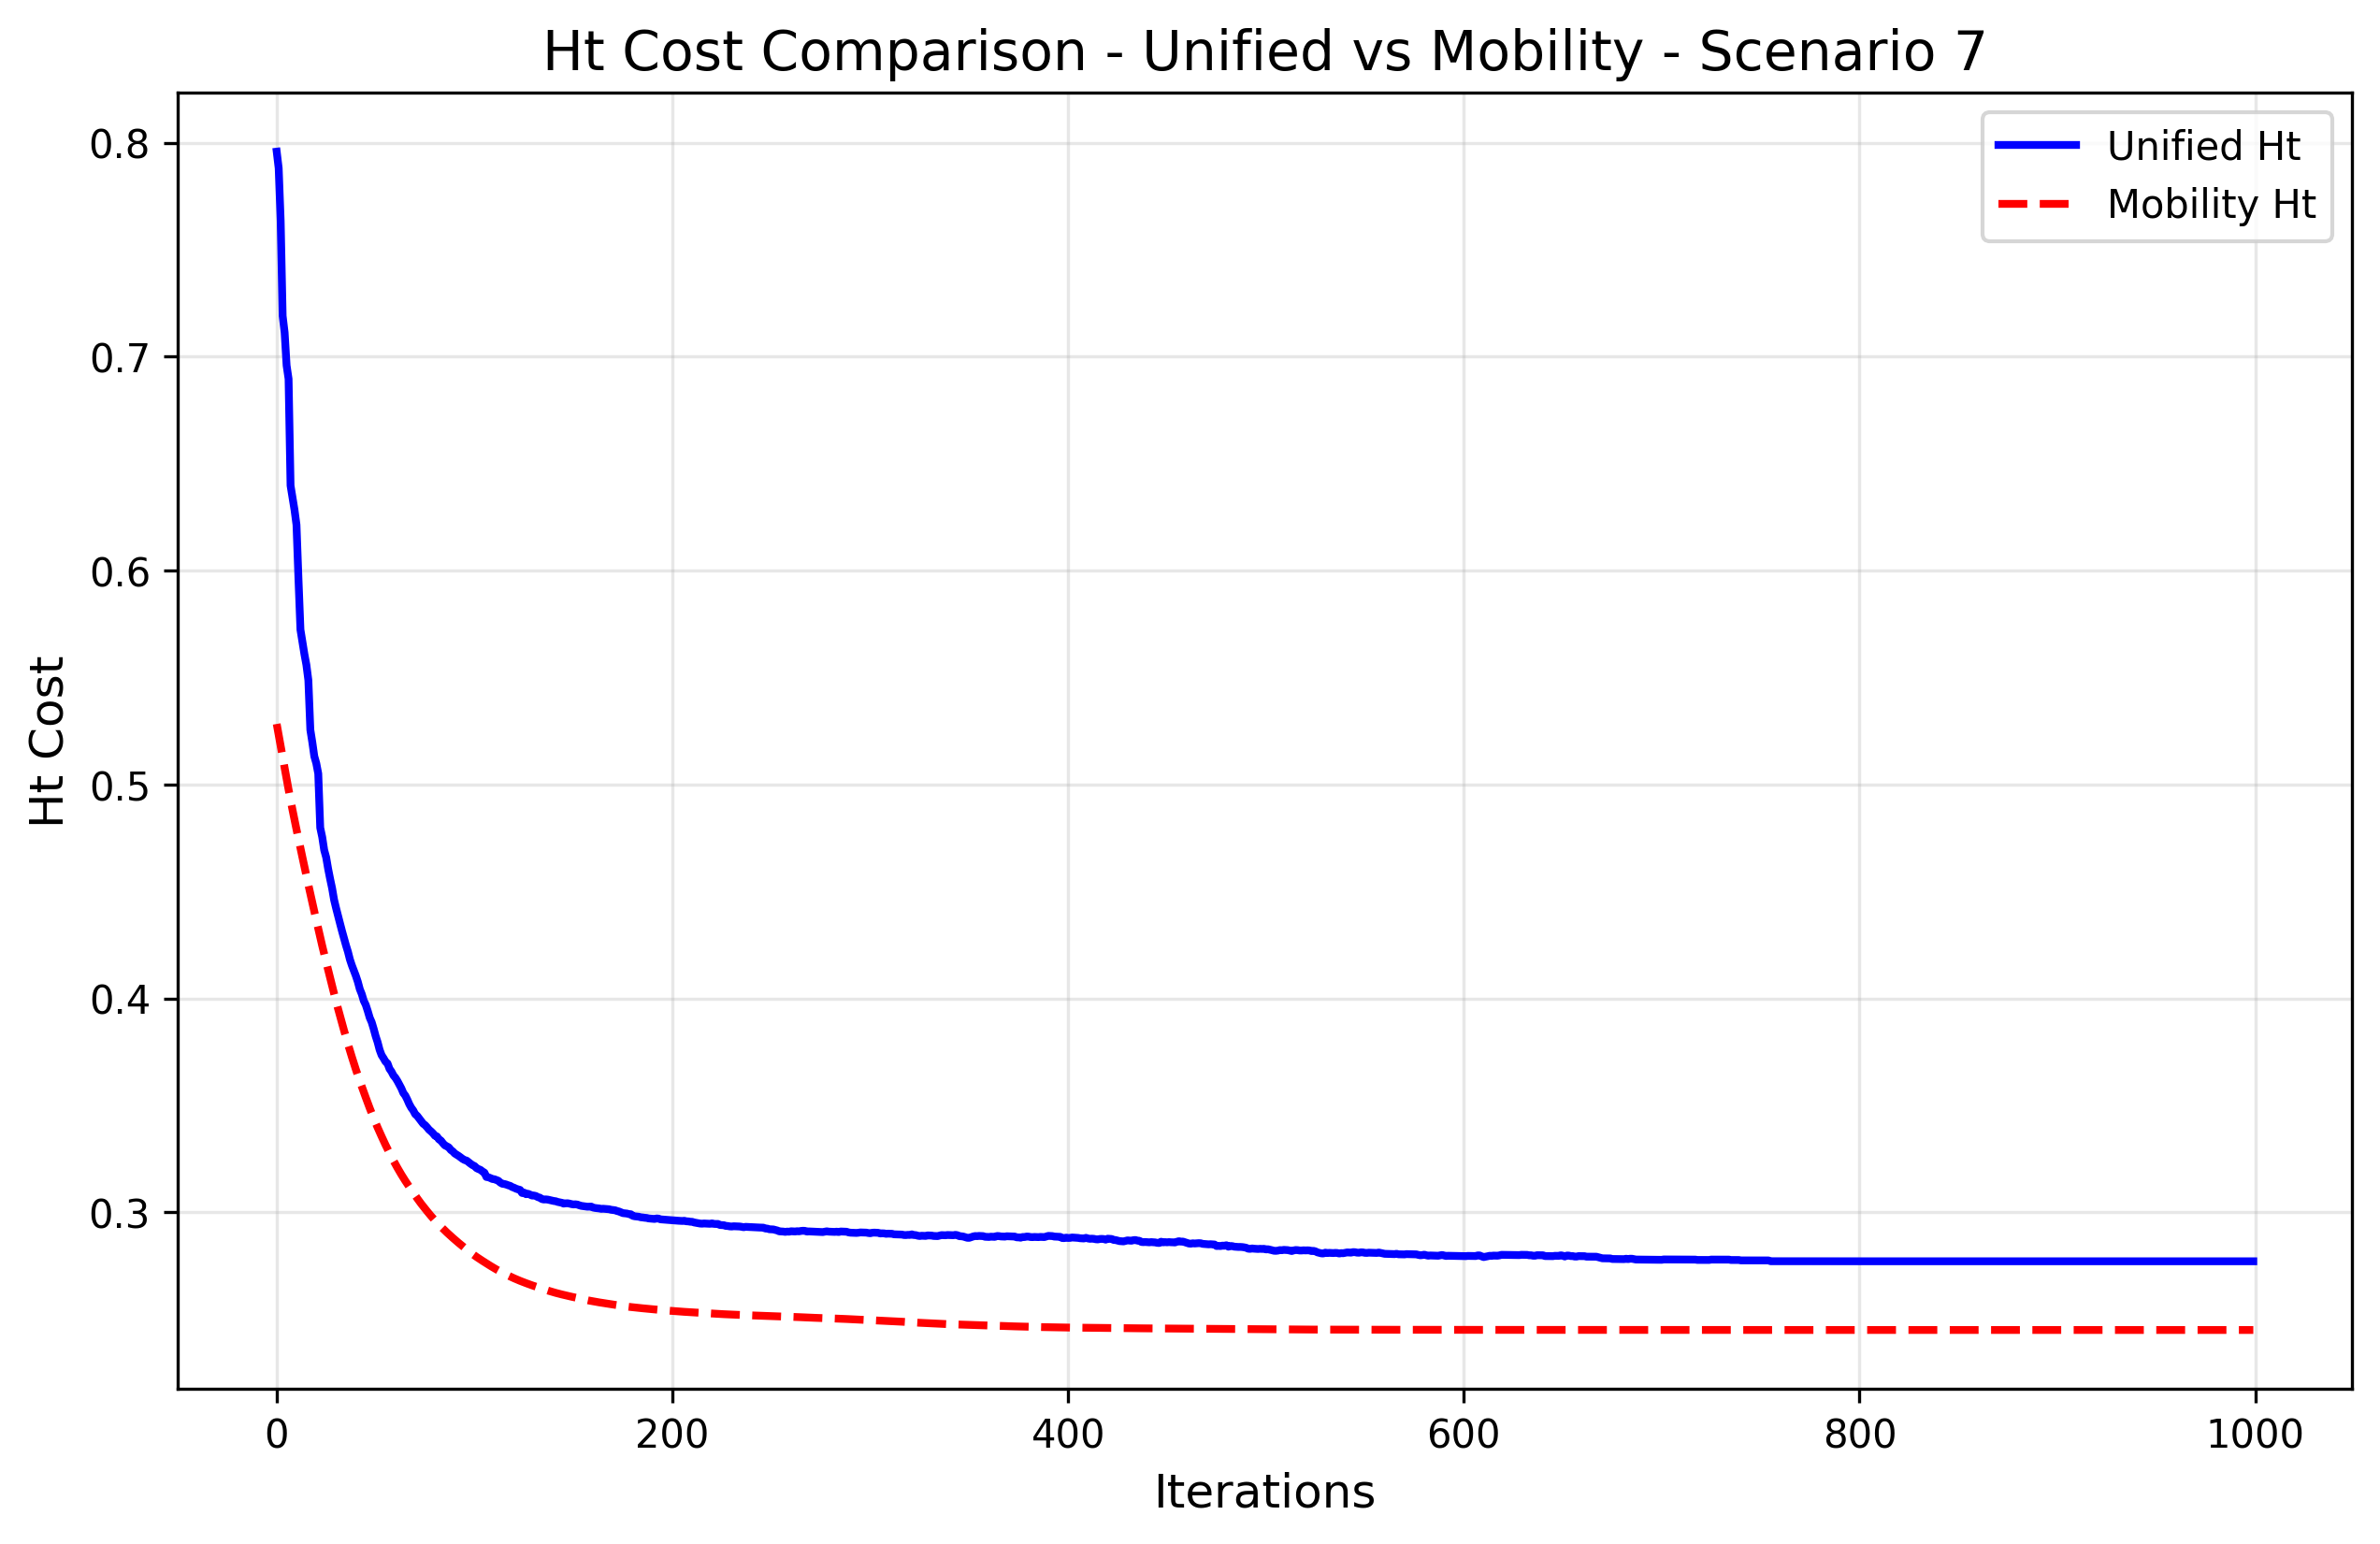 Ht Cost Comparison - Unified vs Mobility - Scenario 7
Unified Ht
Mobility Ht
Ht Cost
0.8
0.7
0.6
0.5
0.4
0.3
0 200 400 600 800 1000
Iterations